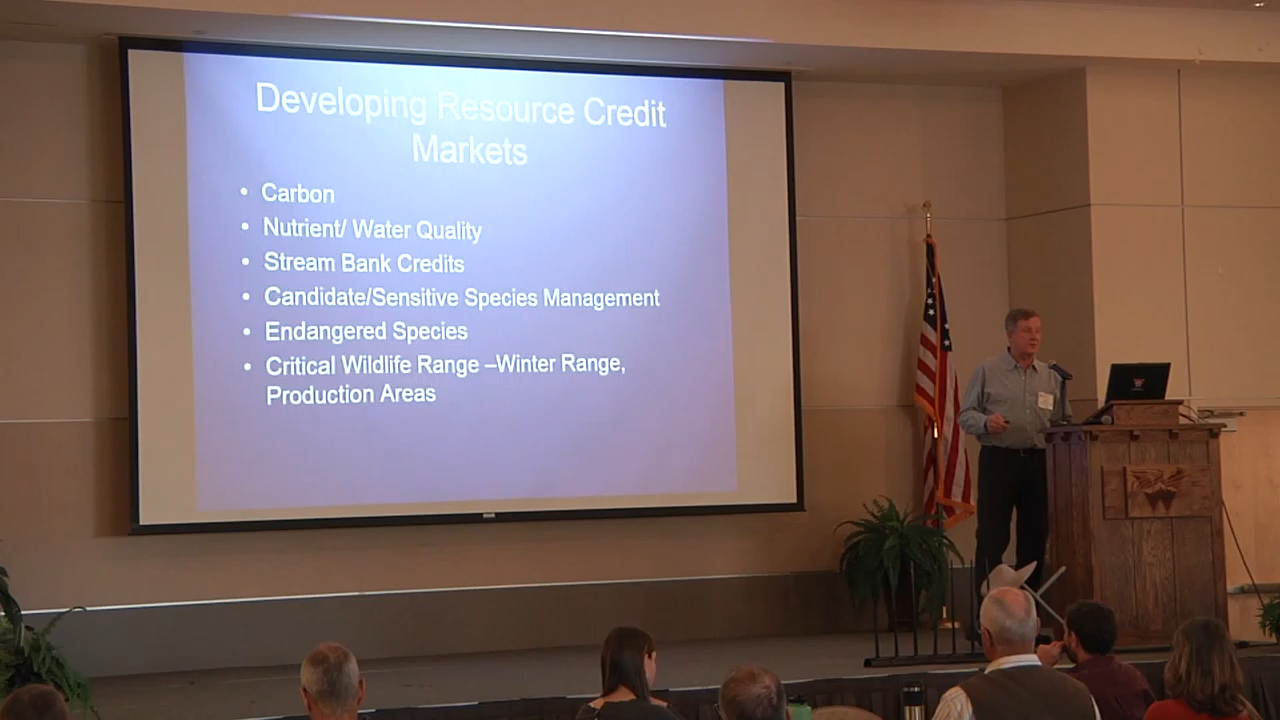 Developing Resource Credit
Markets
• Carbon
• Nutrient/ Water Quality
• Stream Bank Credits
• Candidate/Sensitive Species Management
• Endangered Species
• Critical Wildlife Range –Winter Range,
Production Areas
W